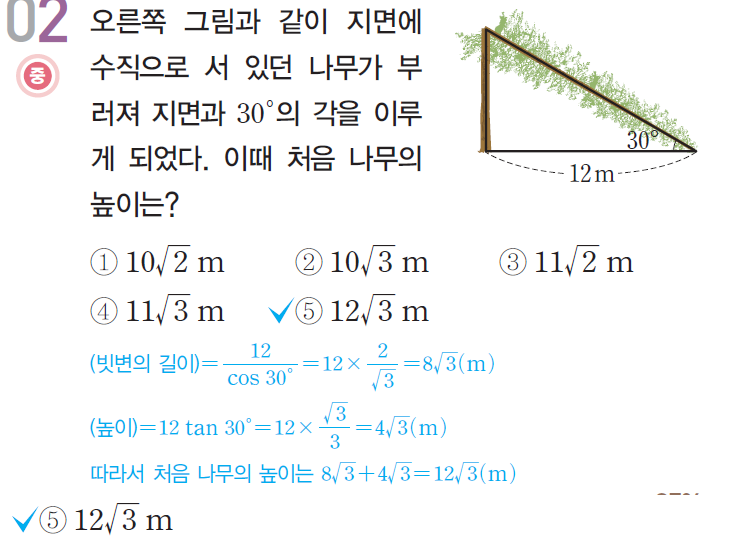 02
중
오른쪽 그림과 같이 지면에
수직으로 서 있던 나무가 부
러져 지면과 30°의 각을 이루
게 되었다. 이때 처음 나무의
높이는?
30°
12m
① 10√2 m ② 10√3 m ③ 11√2 m
④ 11√3 m ✓⑤ 12√3 m
(빗변의 길이)=12/cos 30°=12×2/√3=8√3(m)
(높이)=12 tan 30°=12×√3/3=4√3(m)
따라서 처음 나무의 높이는 8√3+4√3=12√3(m)
✓⑤ 12√3 m